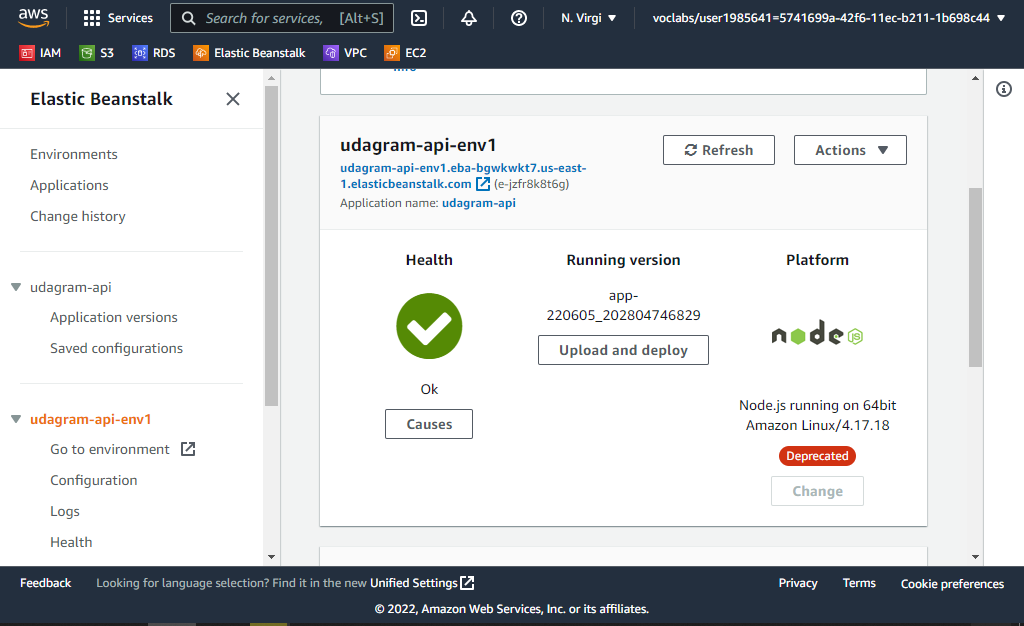 aws
Services
Search for services, [Alt+S]
N. Virgi
voclabs/user1985641=5741699a-42f6-11ec-b211-1b698c44
IAM
S3
RDS
Elastic Beanstalk
VPC
EC2
Elastic Beanstalk
Environments
Applications
Change history
udagram-api
Application versions
Saved configurations
udagram-api-env1
Go to environment
Configuration
Logs
Health
udagram-api-env1
udagram-api-env1.eba-bgwkwkt7.us-east-
1.elasticbeanstalk.com (e-jzfr8k8t6g)
Application name: udagram-api
Refresh
Actions
Health
Ok
Causes
Running version
app-
220605_202804746829
Upload and deploy
Platform
node JS
Node.js running on 64bit
Amazon Linux/4.17.18
Deprecated
Change
Feedback
Looking for language selection? Find it in the new Unified Settings
Privacy
Terms
Cookie preferences
© 2022, Amazon Web Services, Inc. or its affiliates.